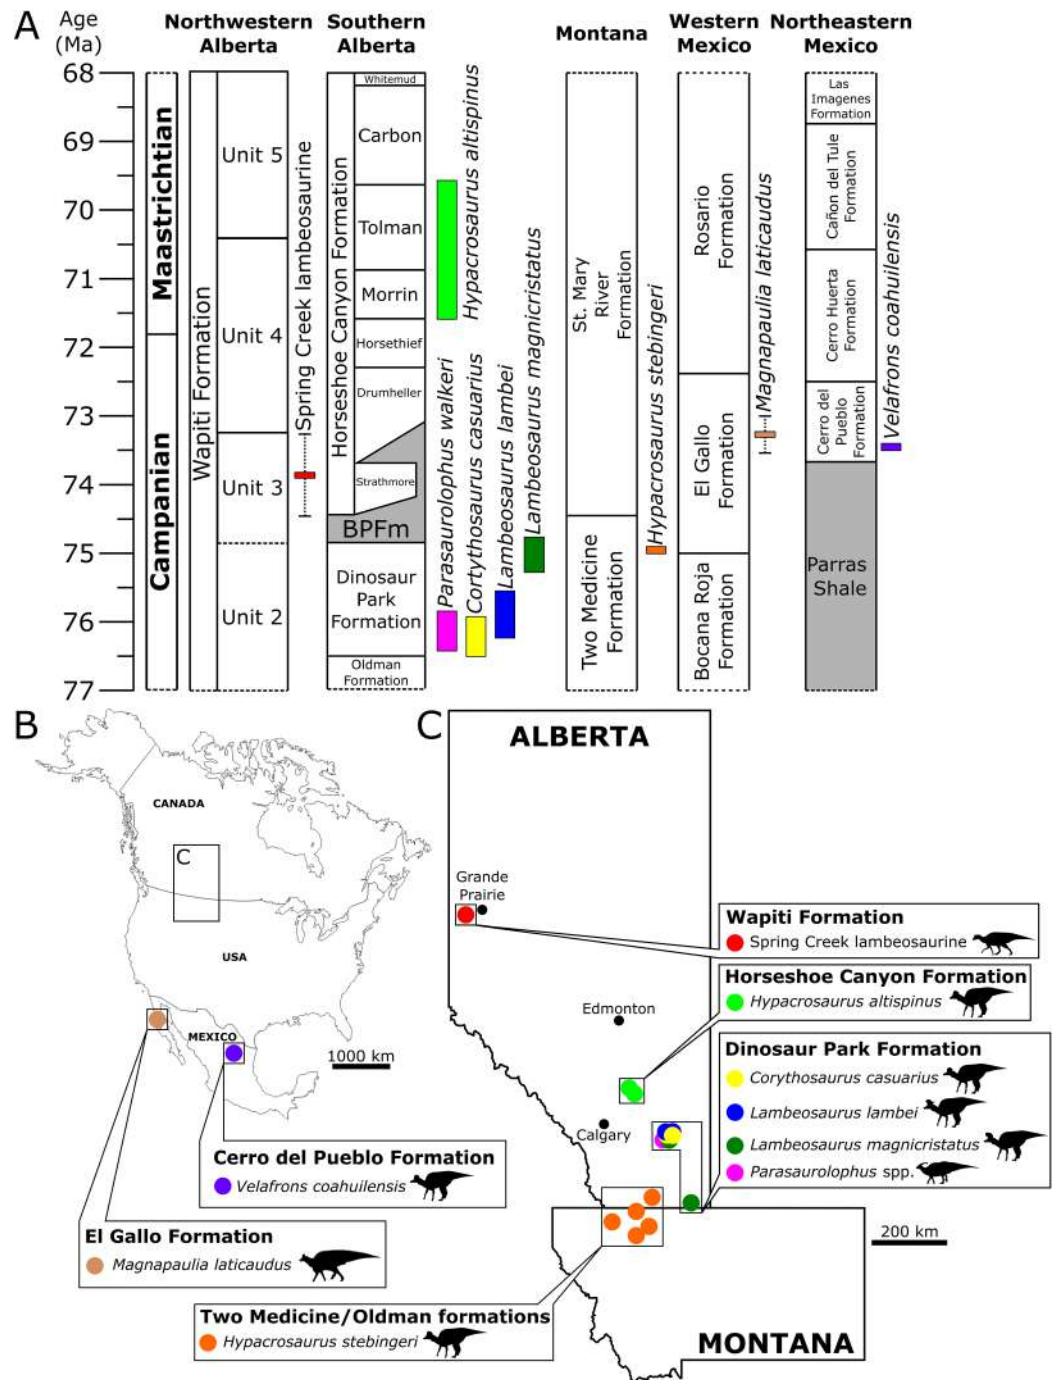 A
Age
(Ma)
Northwestern
Alberta
Southern
Alberta
Montana
Western
Mexico
Northeastern
Mexico
68
69
70
71
72
73
74
75
76
77
Maastrichtian
Campanian
Wapiti Formation
Unit 5
Unit 4
Unit 3
Unit 2
Spring Creek lambeosaurine
Horseshoe Canyon Formation
Whitemud
Carbon
Tolman
Morrin
Horsethief
Drumheller
Strathmore
BPFm
Dinosaur
Park
Formation
Oldman
Formation
Hypacrosaurus altispinus
Parasaurolophus walkeri
Cortythosaurus casuarius
Lambeosaurus lambei
Lambeosaurus magnicristatus
St. Mary
River
Formation
Two Medicine
Formation
Hypacrosaurus stebingeri
Rosario
Formation
El Gallo
Formation
Bocana Roja
Formation
Magnapaulia laticaudus
Las
Imagenes
Formation
Cañon del Tule
Formation
Cerro Huerta
Formation
Cerro del
Pueblo
Formation
Parras
Shale
Velafrons coahuilensis
B
CANADA
C
USA
MEXICO
1000 km
Cerro del Pueblo Formation
Velafrons coahuilensis
El Gallo Formation
Magnapaulia laticaudus
C
ALBERTA
Grande
Prairie
Edmonton
Calgary
Wapiti Formation
Spring Creek lambeosaurine
Horseshoe Canyon Formation
Hypacrosaurus altispinus
Dinosaur Park Formation
Corythosaurus casuarius
Lambeosaurus lambei
Lambeosaurus magnicristatus
Parasaurolophus spp.
200 km
Two Medicine/Oldman formations
Hypacrosaurus stebingeri
MONTANA